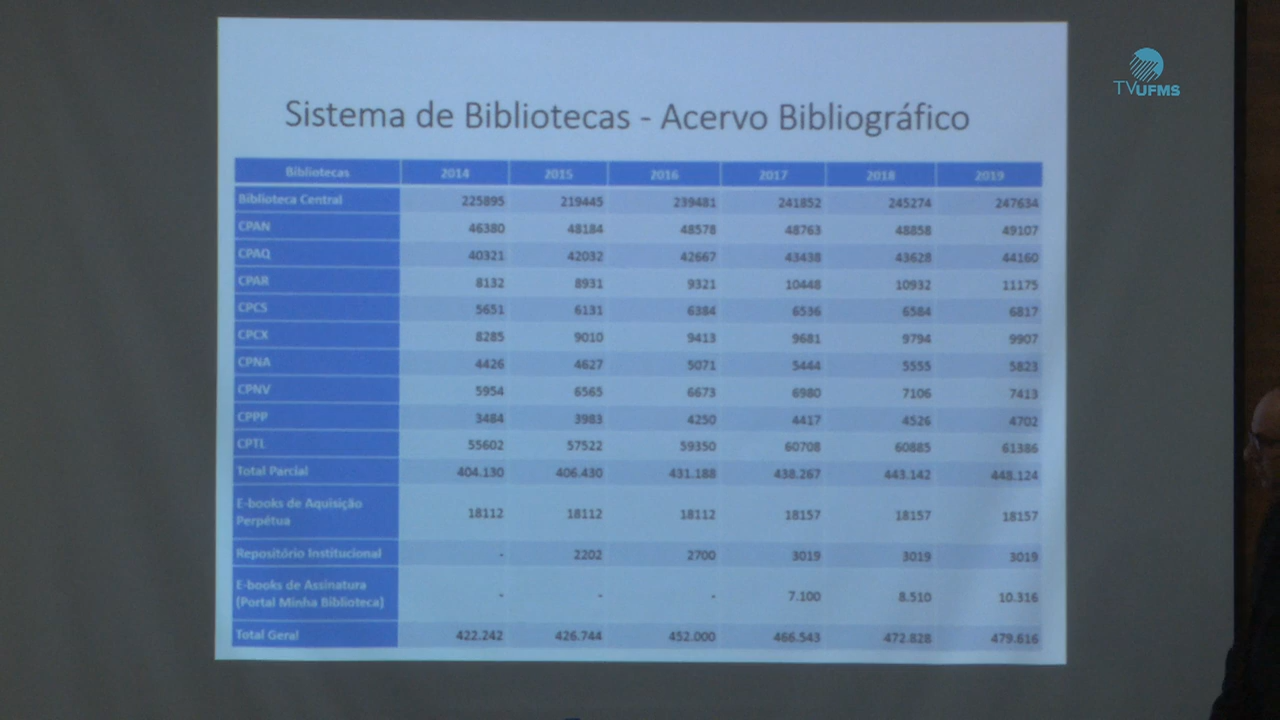 TVUFMS
Sistema de Bibliotecas - Acervo Bibliográfico
Bibliotecas 2014 2015 2016 2017 2018 2019
Biblioteca Central 225895 219445 239481 241852 245274 247634
CPAN 46380 48184 48578 48763 48858 49107
CPAQ 40321 42032 42667 43438 43628 44160
CPAR 8132 8931 9321 10448 10932 11175
CPCS 5651 6131 6384 6536 6584 6817
CPCX 8285 9010 9413 9681 9794 9907
CPNA 4426 4627 5071 5444 5555 5823
CPNV 5954 6565 6673 6980 7106 7413
CPPP 3484 3983 4250 4417 4526 4702
CPTL 55602 57522 59350 60708 60885 61386
Total Parcial 404.130 406.430 431.188 438.267 443.142 448.124
E-books de Aquisição
Perpétua 18112 18112 18112 18157 18157 18157
Repositório Institucional - 2202 2700 3019 3019 3019
E-books de Assinatura
(Portal Minha Biblioteca) - - - 7.100 8.510 10.316
Total Geral 422.242 426.744 452.000 466.543 472.828 479.616